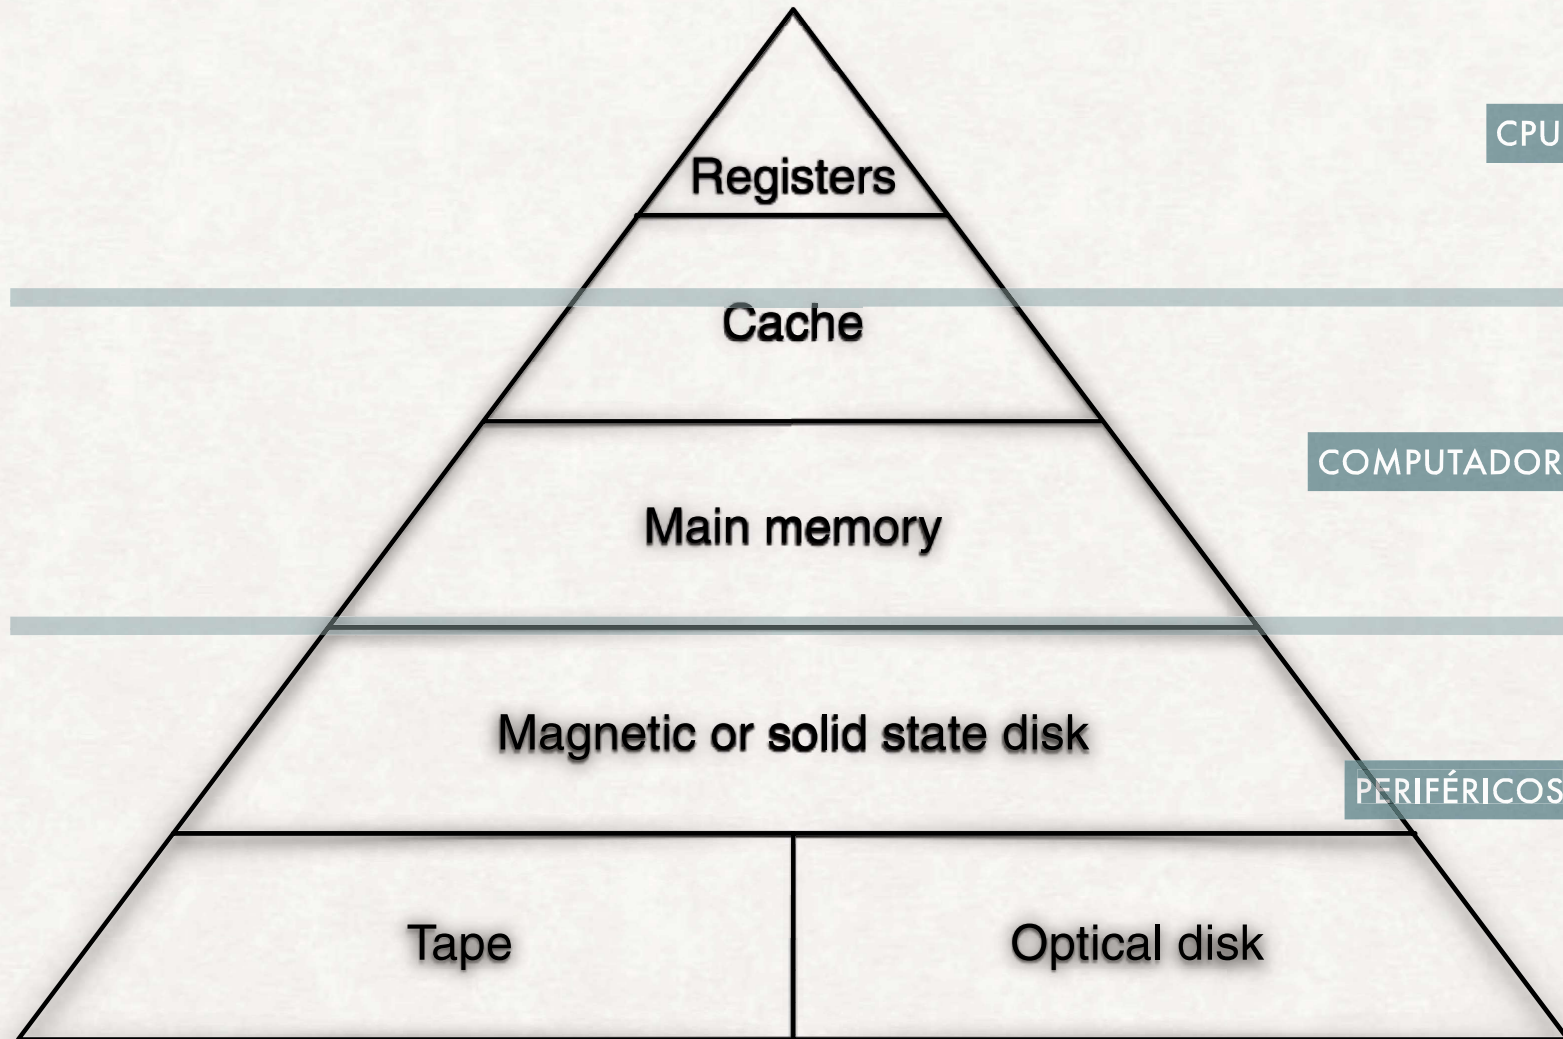 CPU
Registers
Cache
COMPUTADOR
Main memory
Magnetic or solid state disk
PERIFÉRICOS
Tape
Optical disk